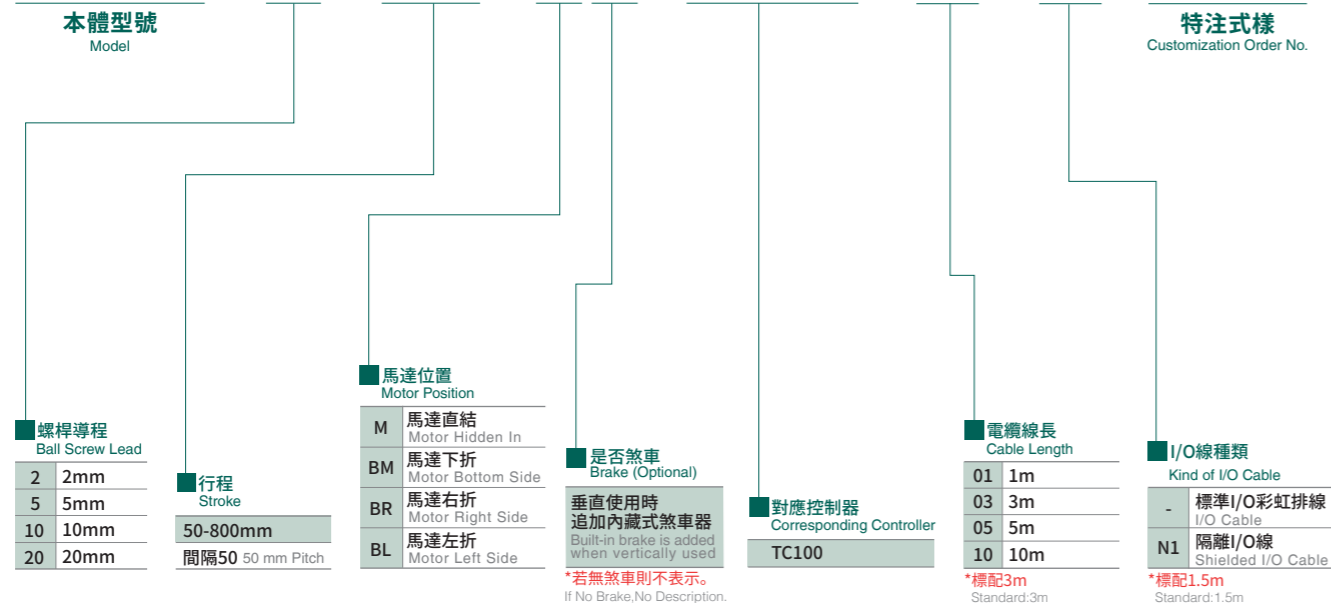 本體型號
Model
特注式樣
Customization Order No.
螺桿導程
Ball Screw Lead
2 2mm
5 5mm
10 10mm
20 20mm
行程
Stroke
50-800mm
間隔50 50 mm Pitch
馬達位置
Motor Position
M 馬達直結
Motor Hidden In
BM 馬達下折
Motor Bottom Side
BR 馬達右折
Motor Right Side
BL 馬達左折
Motor Left Side
是否煞車
Brake (Optional)
垂直使用時
追加內藏式煞車器
Built-in brake is added
when vertically used
*若無煞車則不表示。
If No Brake,No Description.
對應控制器
Corresponding Controller
TC100
電纜線長
Cable Length
01 1m
03 3m
05 5m
10 10m
*標配3m
Standard:3m
I/O線種類
Kind of I/O Cable
- 標準I/O彩虹排線
I/O Cable
N1 隔離I/O線
Shielded I/O Cable
*標配1.5m
Standard:1.5m